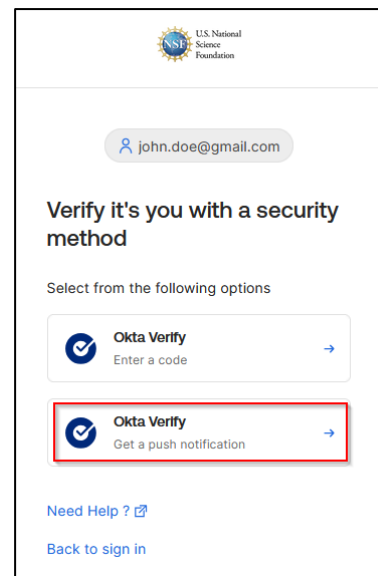 NSF
U.S. National
Science
Foundation
john.doe@gmail.com
Verify it's you with a security
method
Select from the following options
Okta Verify
Enter a code
Okta Verify
Get a push notification
Need Help ?
Back to sign in